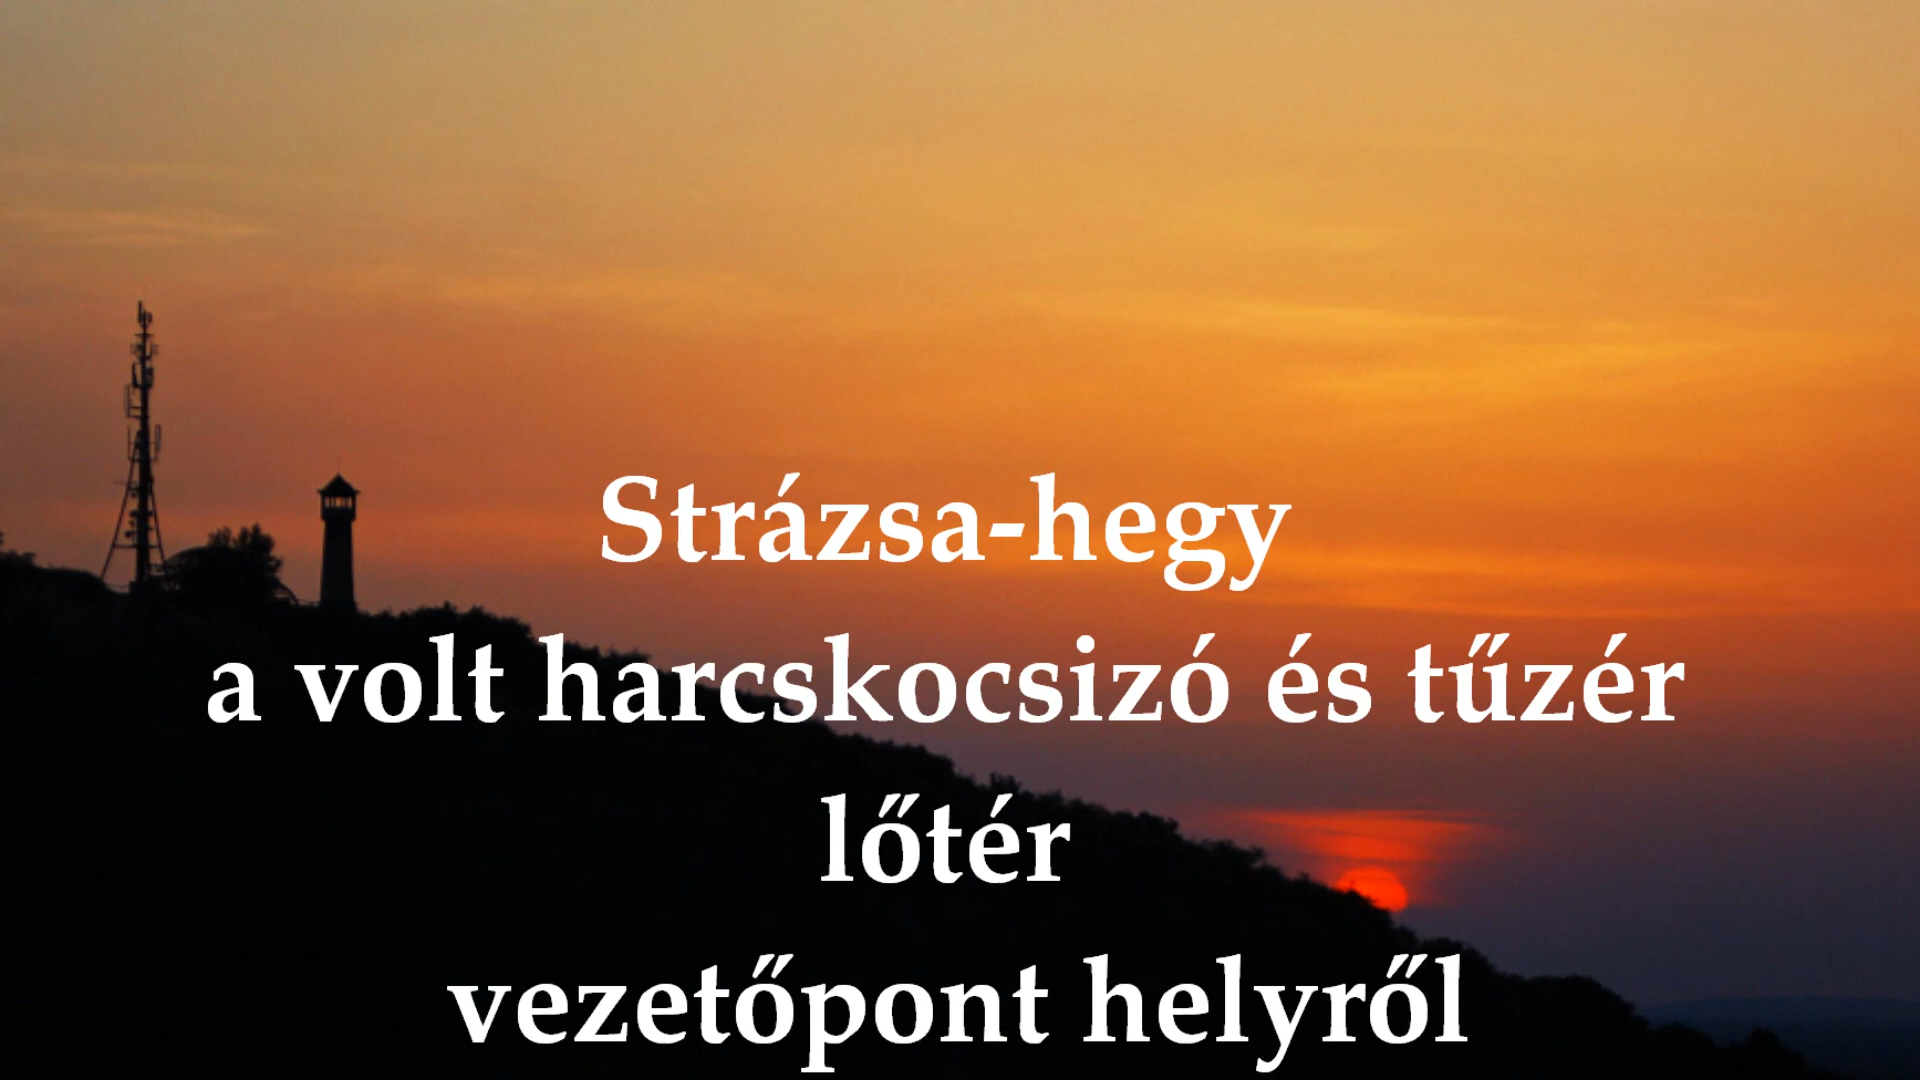 Strázsa-hegy
a volt harcskocsizó és tűzér
lőtér
vezetőpont helyről